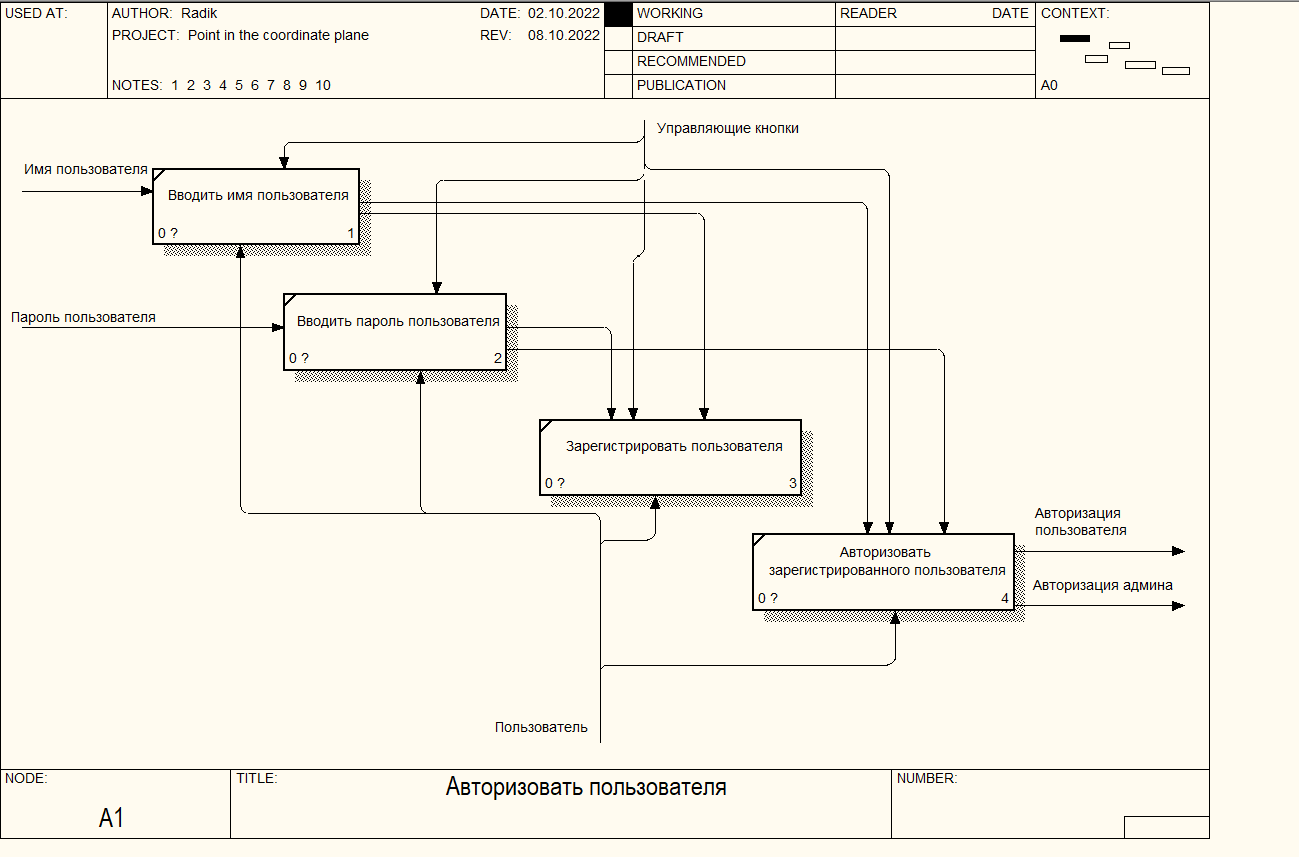 USED AT:
AUTHOR: Radik
DATE: 02.10.2022
WORKING
READER
DATE
CONTEXT:
PROJECT: Point in the coordinate plane
REV: 08.10.2022
DRAFT
RECOMMENDED
NOTES: 1 2 3 4 5 6 7 8 9 10
PUBLICATION
A0
Управляющие кнопки
Имя пользователя
Вводить имя пользователя
0 ?
1
Пароль пользователя
Вводить пароль пользователя
0 ?
2
Зарегистрировать пользователя
0 ?
3
Авторизация
пользователя
Авторизовать
зарегистрированного пользователя
Авторизация админа
0 ?
4
Пользователь
NODE:
TITLE:
Авторизовать пользователя
NUMBER:
A1